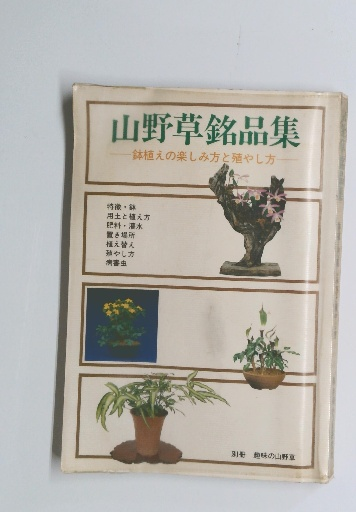 山野草銘品集
鉢植えの楽しみ方と殖やし方
特徴・鉢
用土と植え方
肥料・灌水
置き場所
植え替え
殖やし方
病害虫
別冊 趣味の山野草